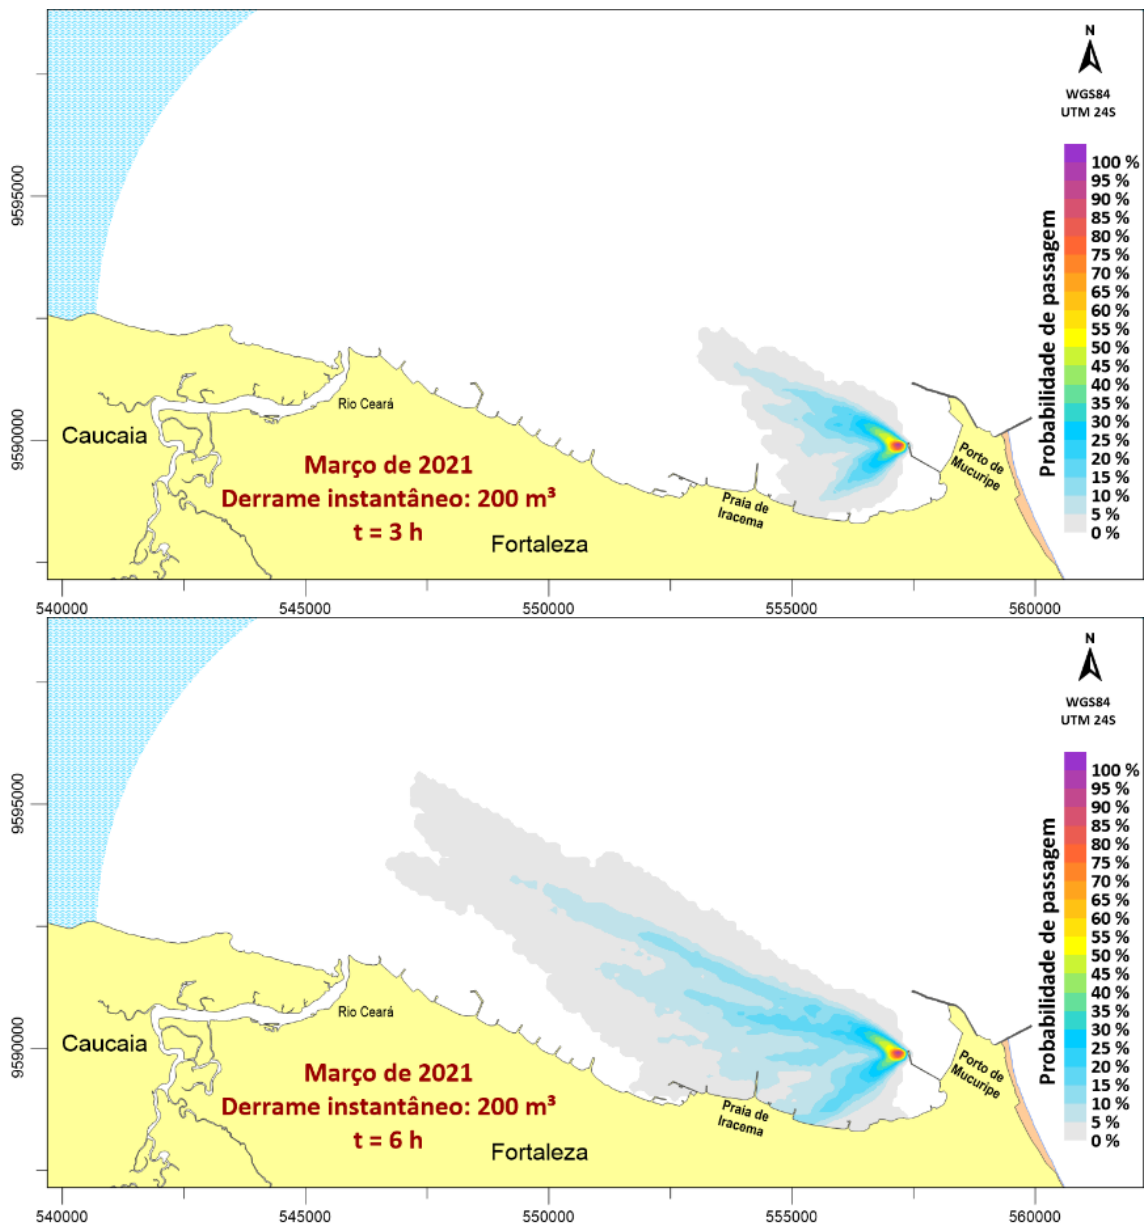 N
WGS84
UTM 24S
9595000
9590000
Probabilidade de passagem
100 %
95 %
90 %
85 %
80 %
75 %
70 %
65 %
60 %
55 %
50 %
45 %
40 %
35 %
30 %
25 %
20 %
15 %
10 %
5 %
0 %
Rio Ceará
Caucaia
Março de 2021
Derrame instantâneo: 200 m³
t = 3 h
Fortaleza
Praia de
Iracema
Porto de
Mucuripe
540000
545000
550000
555000
560000
N
WGS84
UTM 24S
9595000
9590000
Probabilidade de passagem
100 %
95 %
90 %
85 %
80 %
75 %
70 %
65 %
60 %
55 %
50 %
45 %
40 %
35 %
30 %
25 %
20 %
15 %
10 %
5 %
0 %
Rio Ceará
Caucaia
Março de 2021
Derrame instantâneo: 200 m³
t = 6 h
Fortaleza
Praia de
Iracema
Porto de
Mucuripe
540000
545000
550000
555000
560000